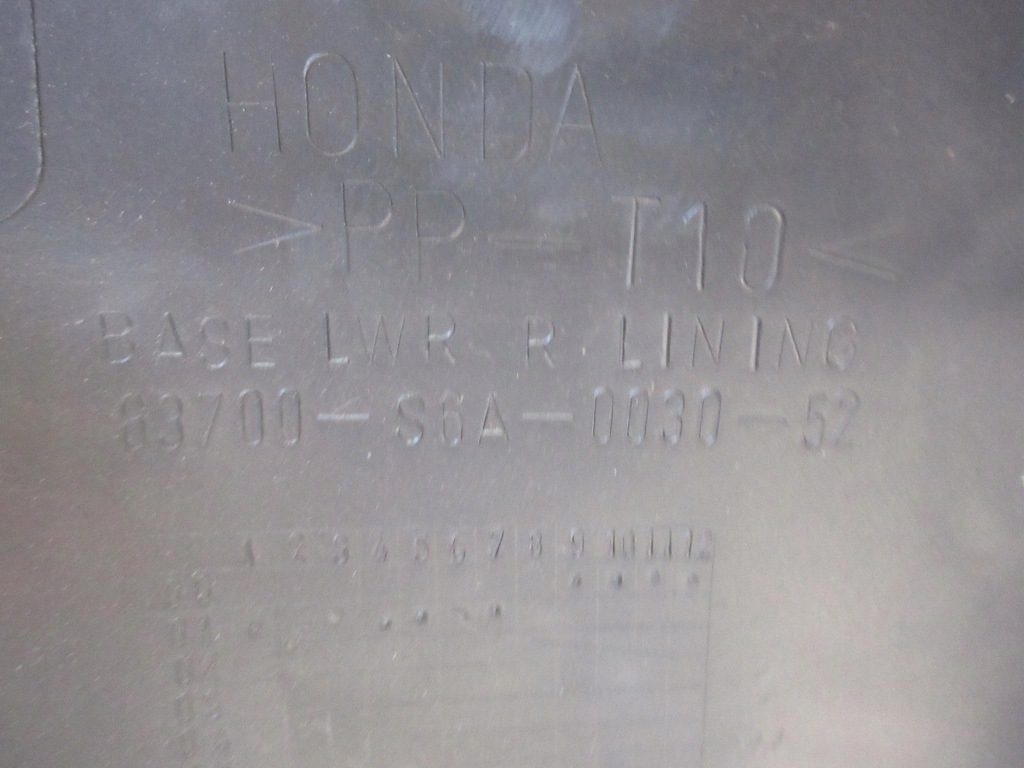 HONDA
>PP-T10<
BASE LWR R LINING
83700-S6A-0030-52
1 2 3 4 5 6 7 8 9 10 11 12